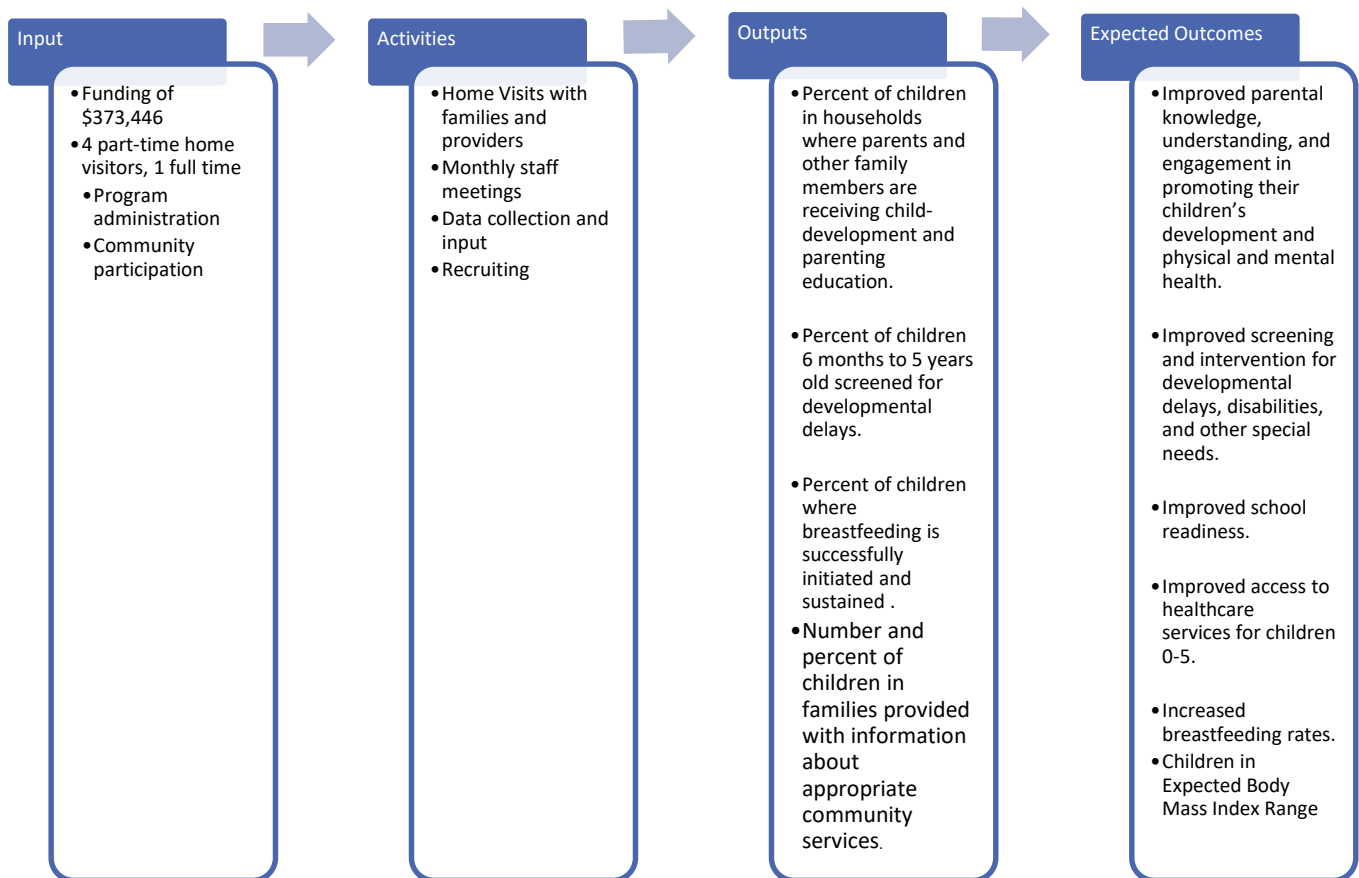 Input
•Funding of
$373,446
•4 part-time home
visitors, 1 full time
•Program
administration
•Community
participation
Activities
•Home Visits with
families and
providers
•Monthly staff
meetings
•Data collection and
input
•Recruiting
Outputs
•Percent of children
in households
where parents and
other family
members are
receiving child-
development and
parenting
education.
•Percent of children
6 months to 5 years
old screened for
developmental
delays.
•Percent of children
where
breastfeeding is
successfully
initiated and
sustained .
•Number and
percent of
children in
families provided
with information
about
appropriate
community
services.
Expected Outcomes
•Improved parental
knowledge,
understanding, and
engagement in
promoting their
children’s
development and
physical and mental
health.
•Improved screening
and intervention for
developmental
delays, disabilities,
and other special
needs.
•Improved school
readiness.
•Improved access to
healthcare
services for children
0-5.
•Increased
breastfeeding rates.
•Children in
Expected Body
Mass Index Range